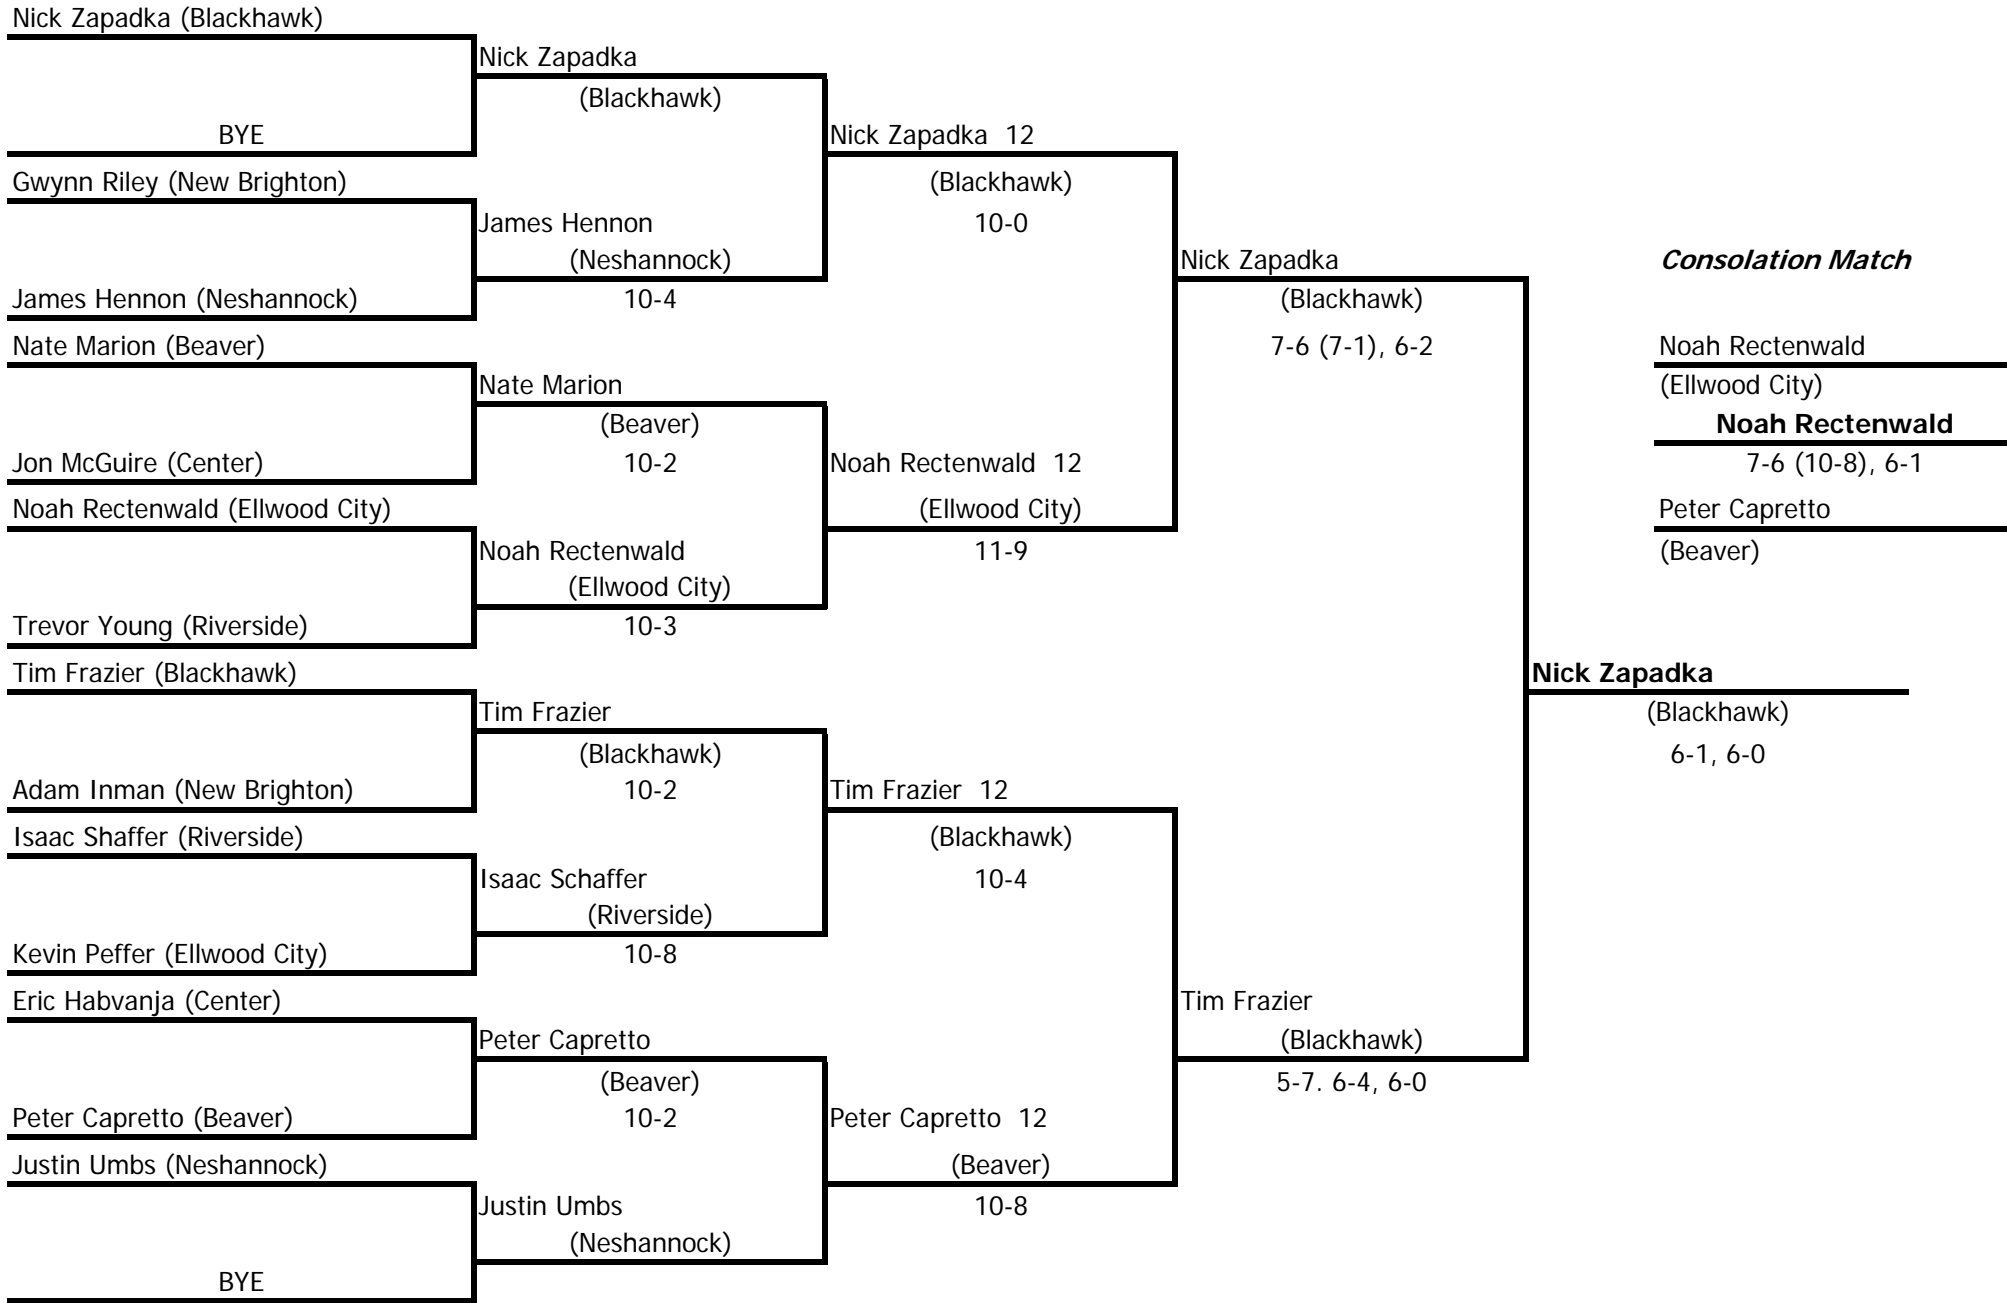 Nick Zapadka (Blackhawk)
BYE
Gwynn Riley (New Brighton)
James Hennon (Neshannock)
Nate Marion (Beaver)
Jon McGuire (Center)
Noah Rectenwald (Ellwood City)
Trevor Young (Riverside)
Tim Frazier (Blackhawk)
Adam Inman (New Brighton)
Isaac Shaffer (Riverside)
Kevin Peffer (Ellwood City)
Eric Habvanja (Center)
Peter Capretto (Beaver)
Justin Umbs (Neshannock)
BYE
Nick Zapadka
(Blackhawk)
James Hennon
(Neshannock)
10-4
Nate Marion
(Beaver)
10-2
Noah Rectenwald
(Ellwood City)
10-3
Tim Frazier
(Blackhawk)
10-2
Isaac Schaffer
(Riverside)
10-8
Peter Capretto
(Beaver)
10-2
Justin Umbs
(Neshannock)
Nick Zapadka 12
(Blackhawk)
10-0
Noah Rectenwald 12
(Ellwood City)
11-9
Tim Frazier 12
(Blackhawk)
10-4
Peter Capretto 12
(Beaver)
10-8
Nick Zapadka
(Blackhawk)
7-6 (7-1), 6-2
Tim Frazier
(Blackhawk)
5-7. 6-4, 6-0
Nick Zapadka
(Blackhawk)
6-1, 6-0
Consolation Match
Noah Rectenwald
(Ellwood City)
Noah Rectenwald
7-6 (10-8), 6-1
Peter Capretto
(Beaver)